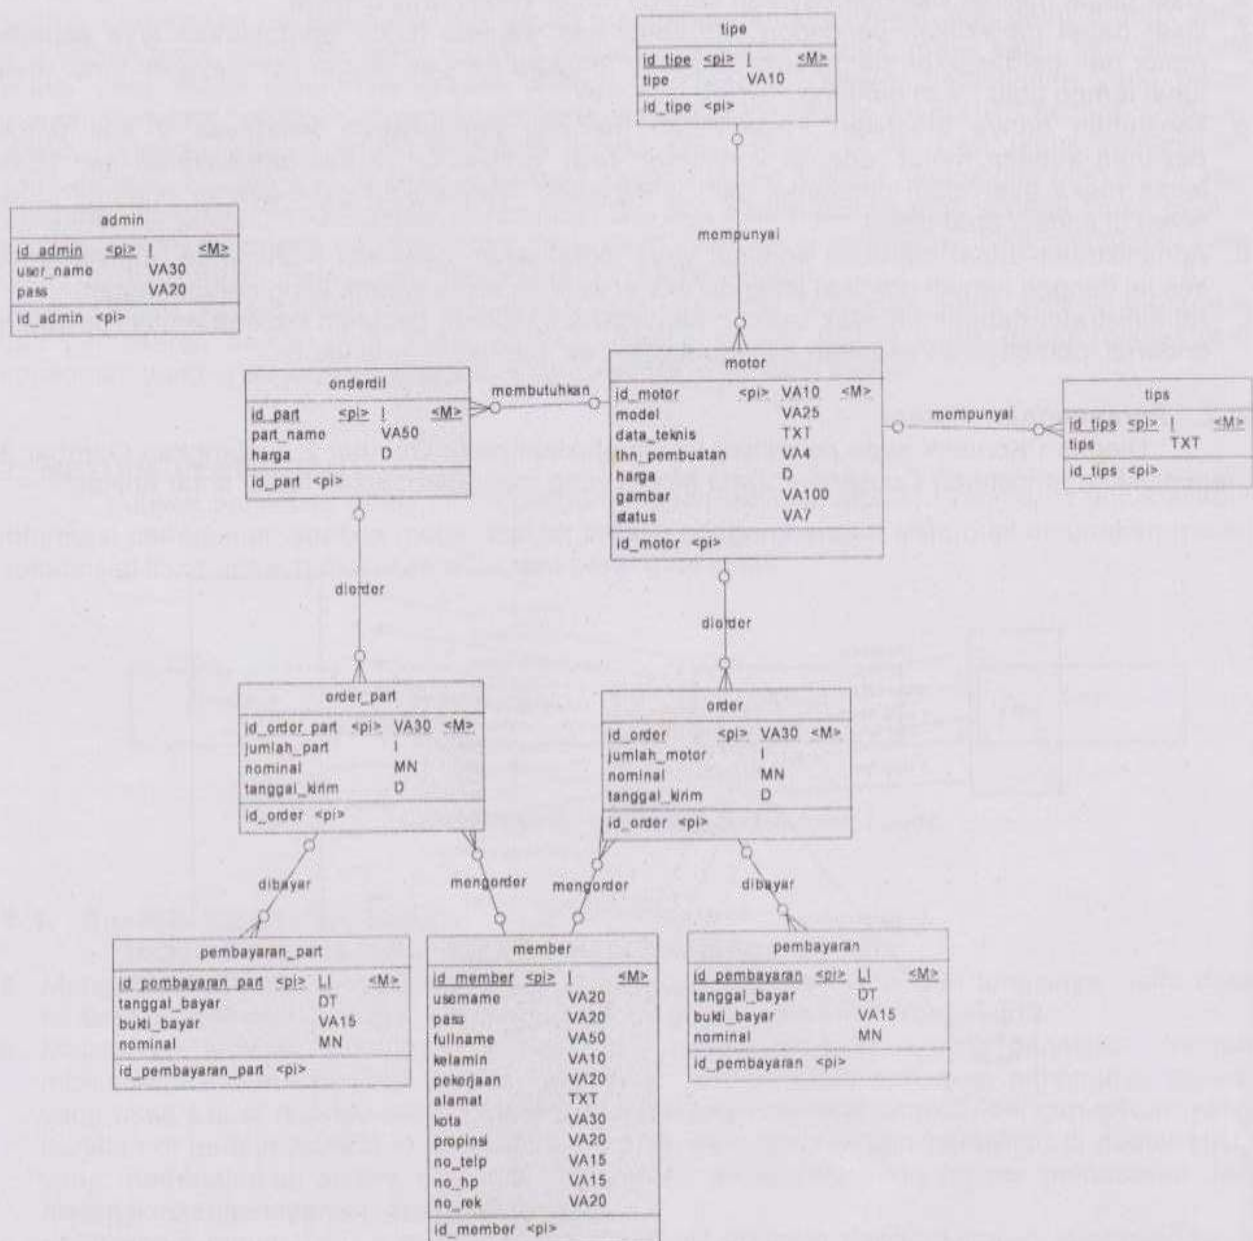 tipe
id_tipe <pi> I <M>
tipe VA10
id_tipe <pi>
mempunyai
admin
id_admin <pi> I <M>
user_name VA30
pass VA20
id_admin <pi>
onderdil
id_part <pi> I <M>
part_name VA50
harga D
id_part <pi>
membutuhkan
motor
id_motor <pi> VA10 <M>
model VA25
data_teknis TXT
thn_pembuatan VA4
harga D
gambar VA100
status VA7
id_motor <pi>
mempunyai
tips
id_tips <pi> I <M>
tips TXT
id_tips <pi>
diorder
diorder
order_part
id_order_part <pi> VA30 <M>
jumlah_part I
nominal MN
tanggal_kirim D
id_order <pi>
order
id_order <pi> VA30 <M>
jumlah_motor I
nominal MN
tanggal_kirim D
id_order <pi>
dibayar
mengorder
mengorder
dibayar
pembayaran_part
id_pembayaran_part <pi> LI <M>
tanggal_bayar DT
bukti_bayar VA15
nominal MN
id_pembayaran_part <pi>
member
id_member <pi> I <M>
username VA20
pass VA20
fullname VA50
kelamin VA10
pekerjaan VA20
alamat TXT
kota VA30
propinsi VA20
no_telp VA15
no_hp VA15
no_rek VA20
id_member <pi>
pembayaran
id_pembayaran <pi> LI <M>
tanggal_bayar DT
bukti_bayar VA15
nominal MN
id_pembayaran <pi>